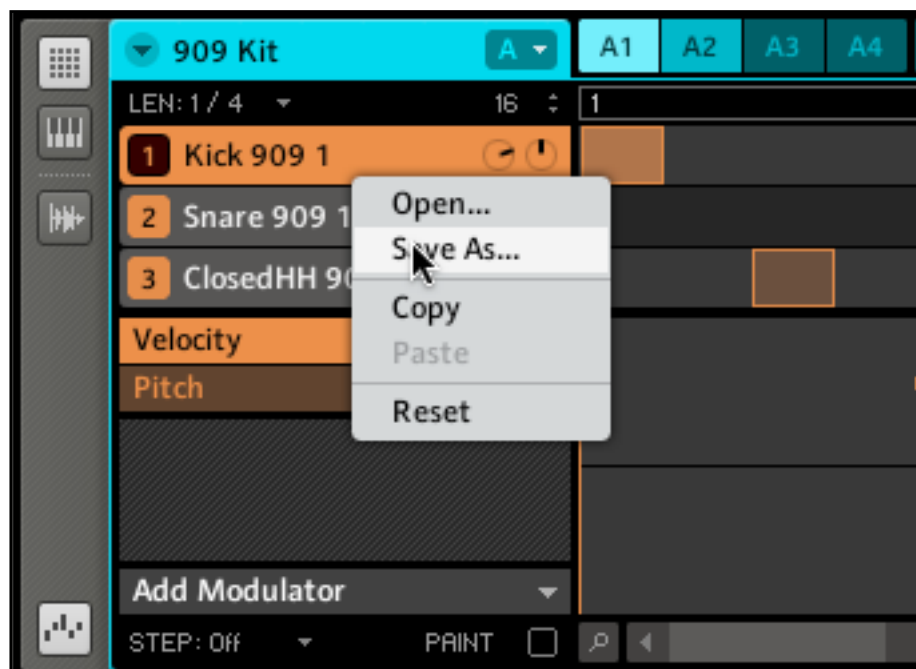 909 Kit A A1 A2 A3 A4
LEN: 1 / 4 16 1
1 Kick 909 1
Open...
2 Snare 909 1
Save As...
3 ClosedHH
Copy
Velocity
Paste
Pitch
Reset
Add Modulator
STEP: Off PAINT